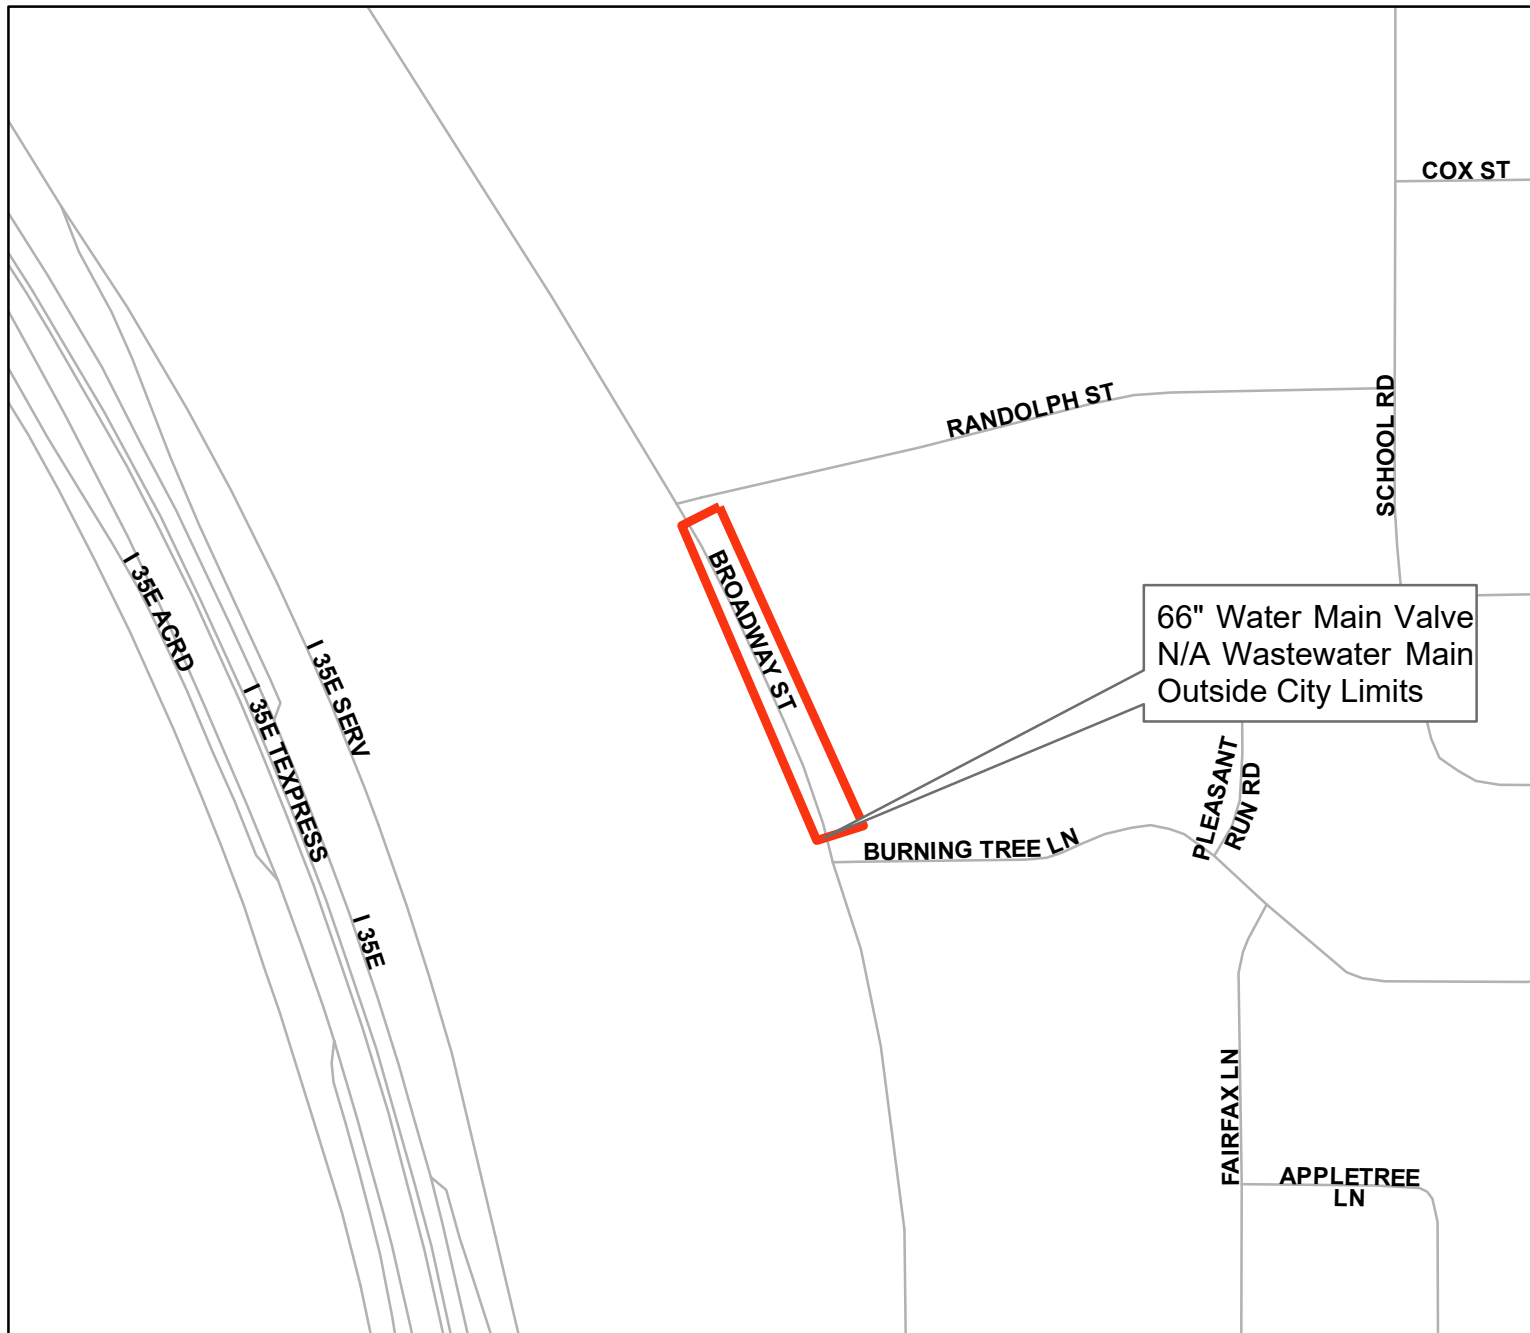 COX ST
RANDOLPH ST
SCHOOL RD
BROADWAY ST
I 35E ACRD
I 35E SERV
I 35E TEXPRESS
I 35E
66" Water Main Valve
N/A Wastewater Main
Outside City Limits
PLEASANT
RUN RD
BURNING TREE LN
FAIRFAX LN
APPLETREE
LN